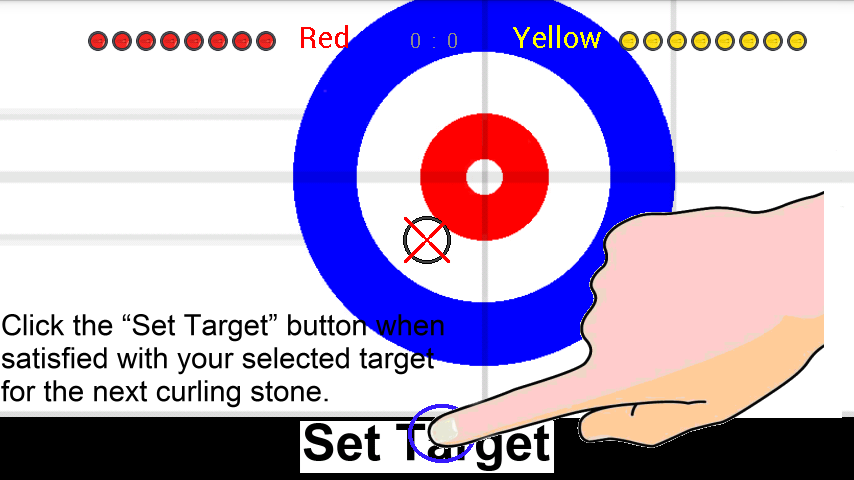 Red 0 : 0 Yellow
Click the “Set Target” button when
satisfied with your selected target
for the next curling stone.
Set Target